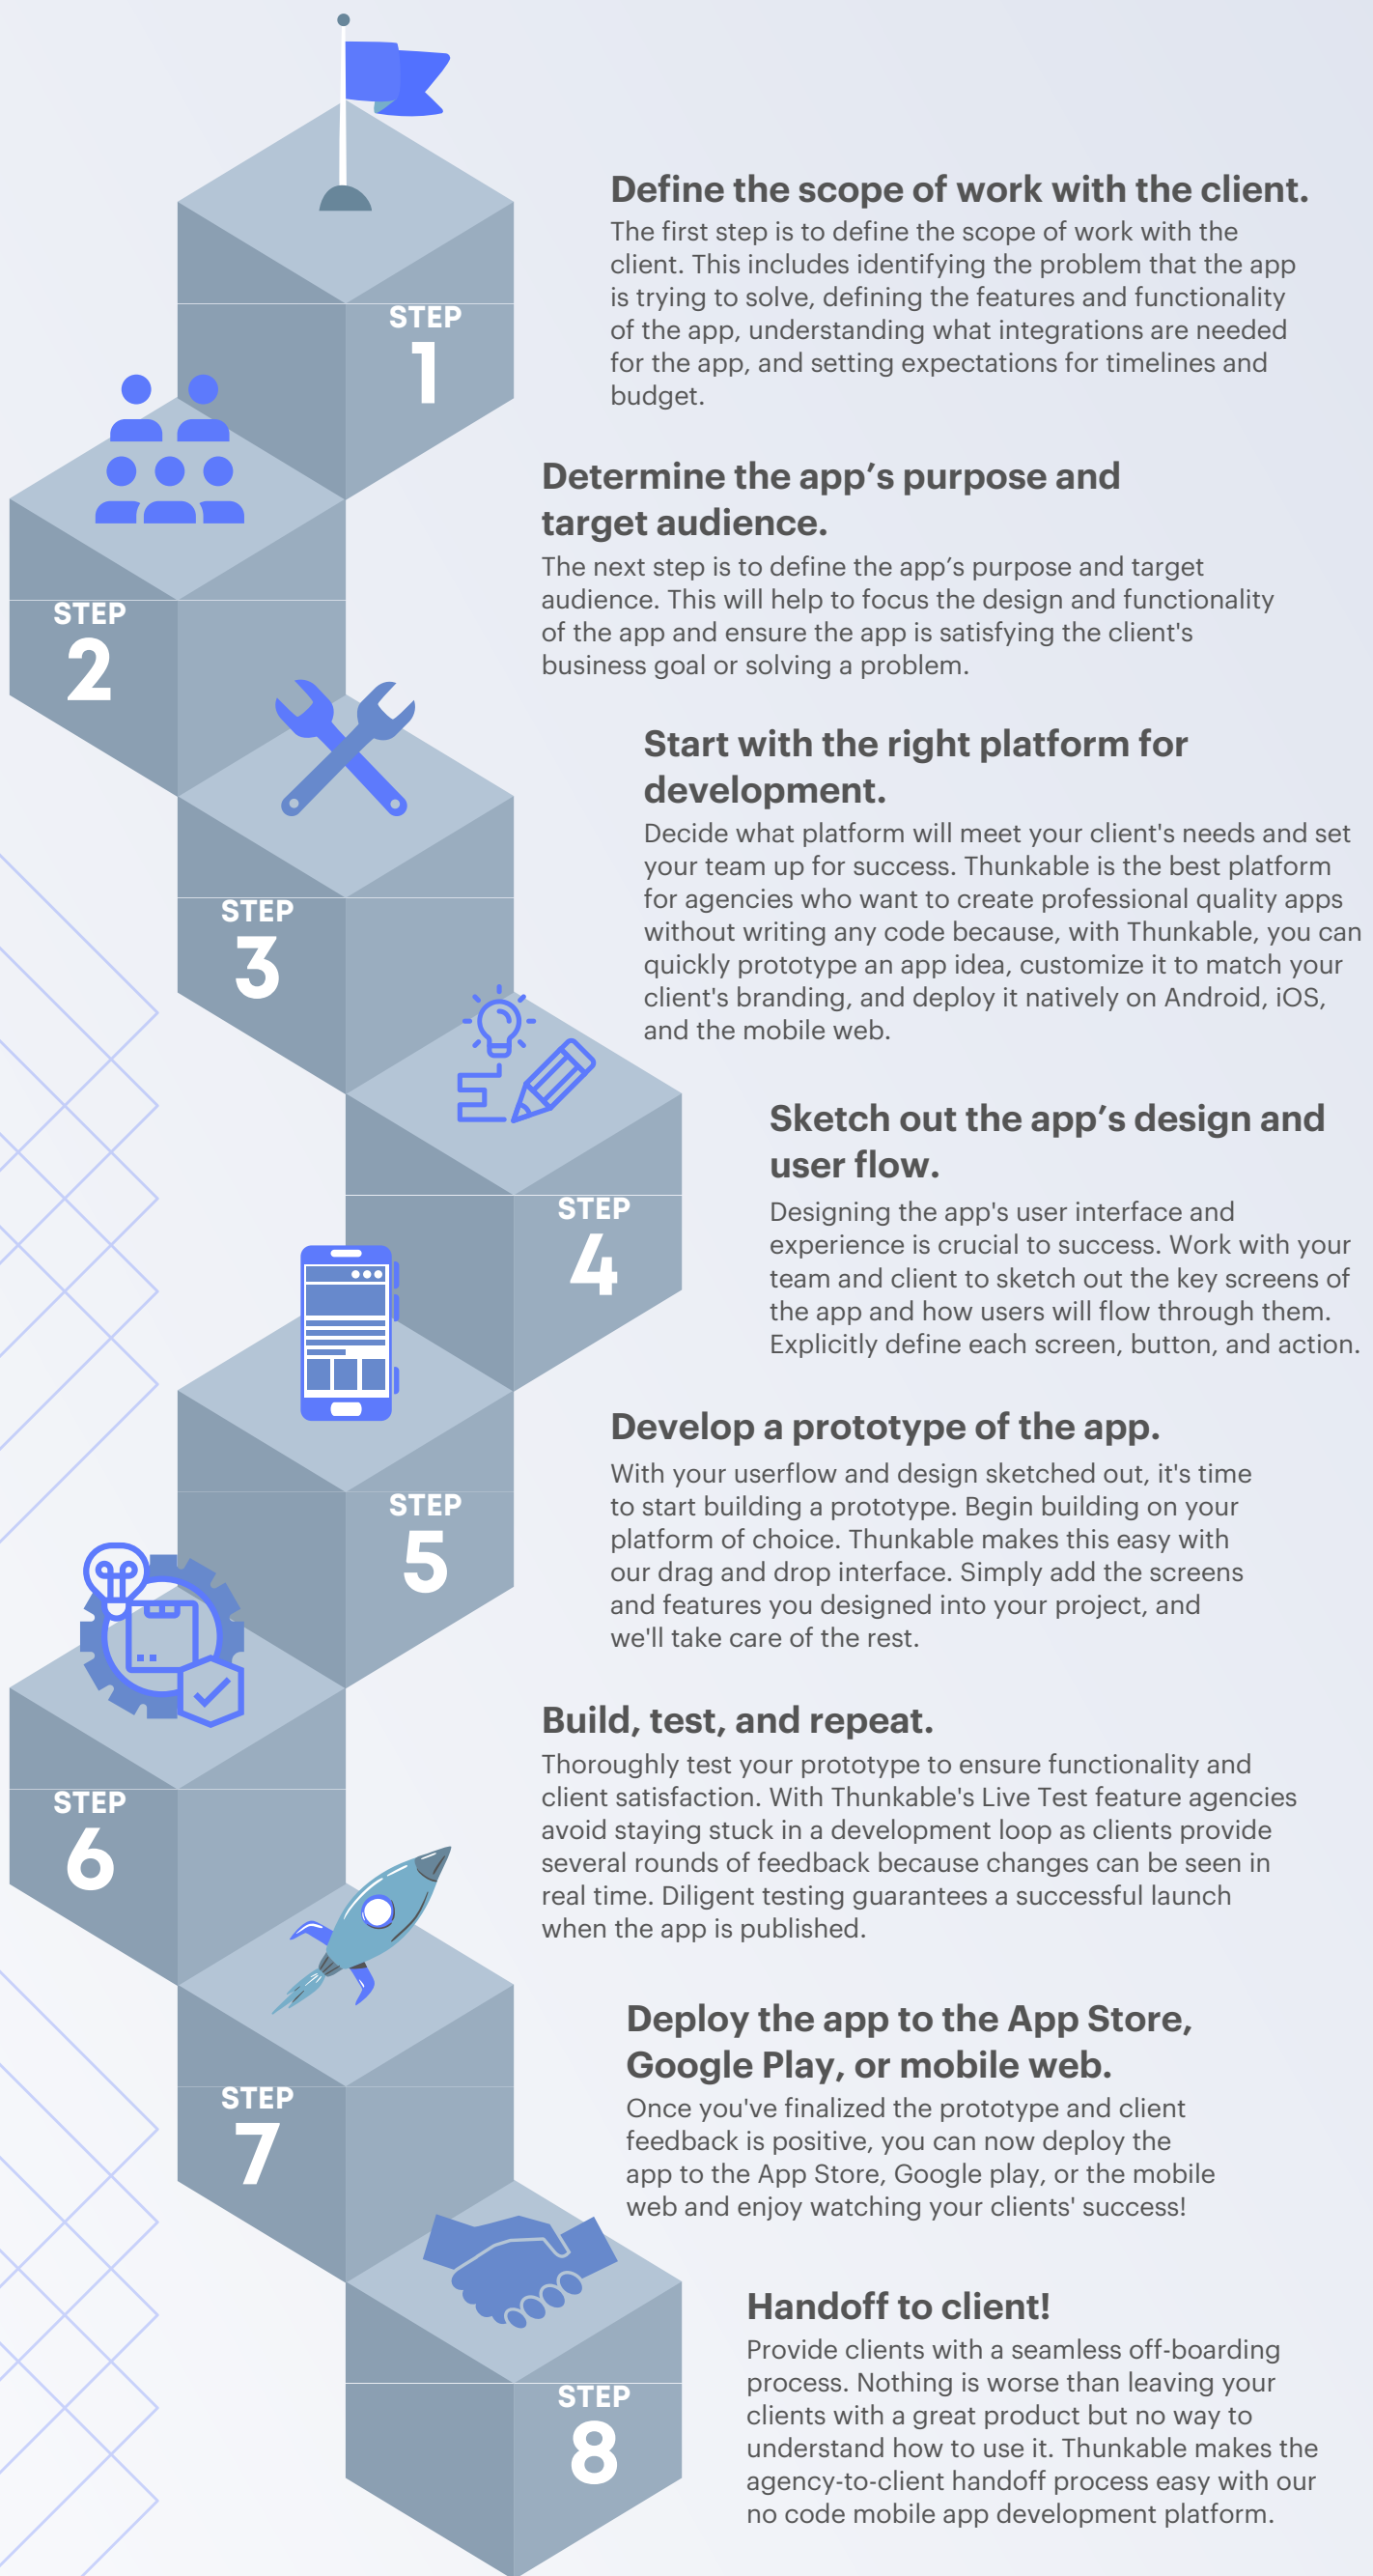 Define the scope of work with the client.
The first step is to define the scope of work with the
client. This includes identifying the problem that the app
is trying to solve, defining the features and functionality
of the app, understanding what integrations are needed
for the app, and setting expectations for timelines and
budget.
STEP
1
Determine the app's purpose and
target audience.
The next step is to define the app's purpose and target
audience. This will help to focus the design and functionality
of the app and ensure the app is satisfying the client's
business goal or solving a problem.
STEP
2
Start with the right platform for
development.
Decide what platform will meet your client's needs and set
your team up for success. Thunkable is the best platform
for agencies who want to create professional quality apps
without writing any code because, with Thunkable, you can
quickly prototype an app idea, customize it to match your
client's branding, and deploy it natively on Android, iOS,
and the mobile web.
STEP
3
Sketch out the app's design and
user flow.
Designing the app's user interface and
experience is crucial to success. Work with your
team and client to sketch out the key screens of
the app and how users will flow through them.
Explicitly define each screen, button, and action.
STEP
4
Develop a prototype of the app.
With your userflow and design sketched out, it's time
to start building a prototype. Begin building on your
platform of choice. Thunkable makes this easy with
our drag and drop interface. Simply add the screens
and features you designed into your project, and
we'll take care of the rest.
STEP
5
Build, test, and repeat.
Thoroughly test your prototype to ensure functionality and
client satisfaction. With Thunkable's Live Test feature agencies
avoid staying stuck in a development loop as clients provide
several rounds of feedback because changes can be seen in
real time. Diligent testing guarantees a successful launch
when the app is published.
STEP
6
Deploy the app to the App Store,
Google Play, or mobile web.
Once you've finalized the prototype and client
feedback is positive, you can now deploy the
app to the App Store, Google play, or the mobile
web and enjoy watching your clients' success!
STEP
7
Handoff to client!
Provide clients with a seamless off-boarding
process. Nothing is worse than leaving your
clients with a great product but no way to
understand how to use it. Thunkable makes the
agency-to-client handoff process easy with our
no code mobile app development platform.
STEP
8